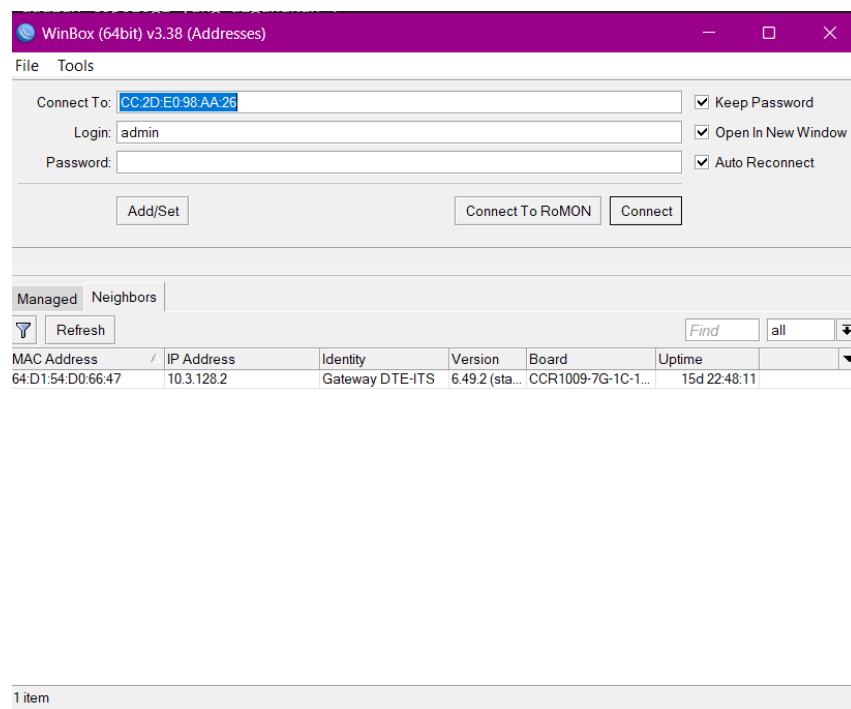 WinBox (64bit) v3.38 (Addresses)
File Tools
Connect To: CC:2D:E0:98:AA:26 Keep Password
Login: admin Open In New Window
Password: Auto Reconnect
Add/Set Connect To RoMON Connect
Managed Neighbors
Refresh Find all
MAC Address IP Address Identity Version Board Uptime
64:D1:54:D0:66:47 10.3.128.2 Gateway DTE-ITS 6.49.2 (sta... CCR1009-7G-1C-1... 15d 22:48:11
1 item